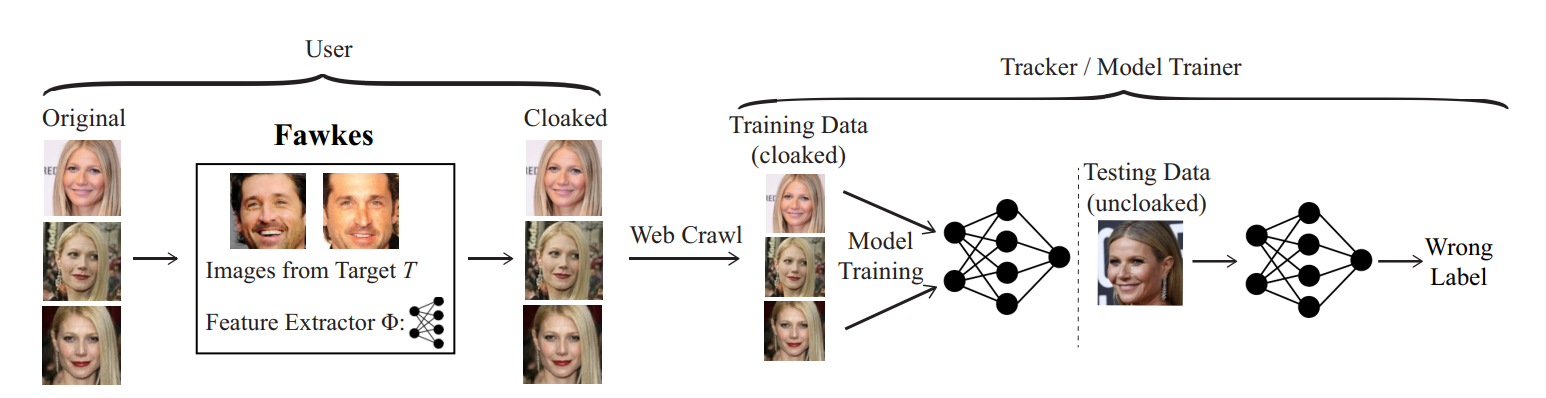 User
Tracker / Model Trainer
Original
Cloaked
Fawkes
Images from Target T
Feature Extractor Φ:
Web Crawl
Training Data
(cloaked)
Model
Training
Testing Data
(uncloaked)
Wrong
Label